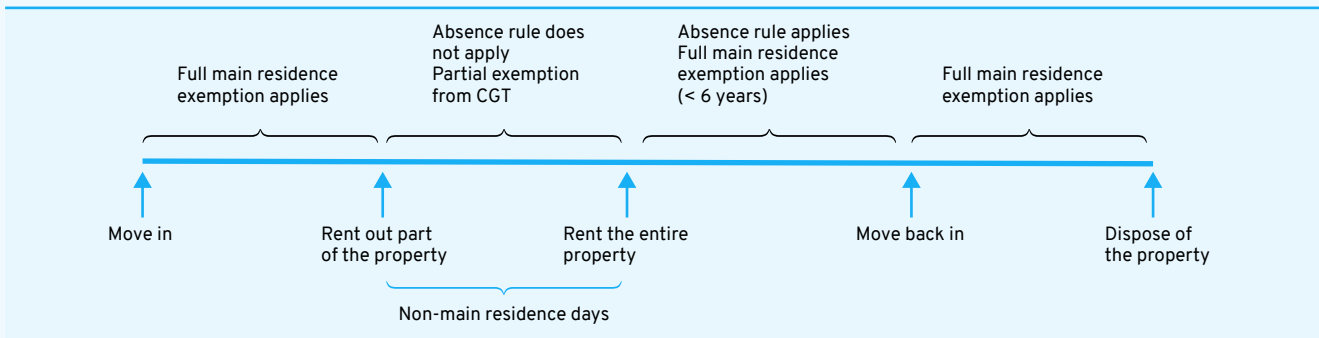 Full main residence
exemption applies
Absence rule does
not apply
Partial exemption
from CGT
Absence rule applies
Full main residence
exemption applies
(< 6 years)
Full main residence
exemption applies
Move in
Rent out part
of the property
Rent the entire
property
Move back in
Dispose of
the property
Non-main residence days